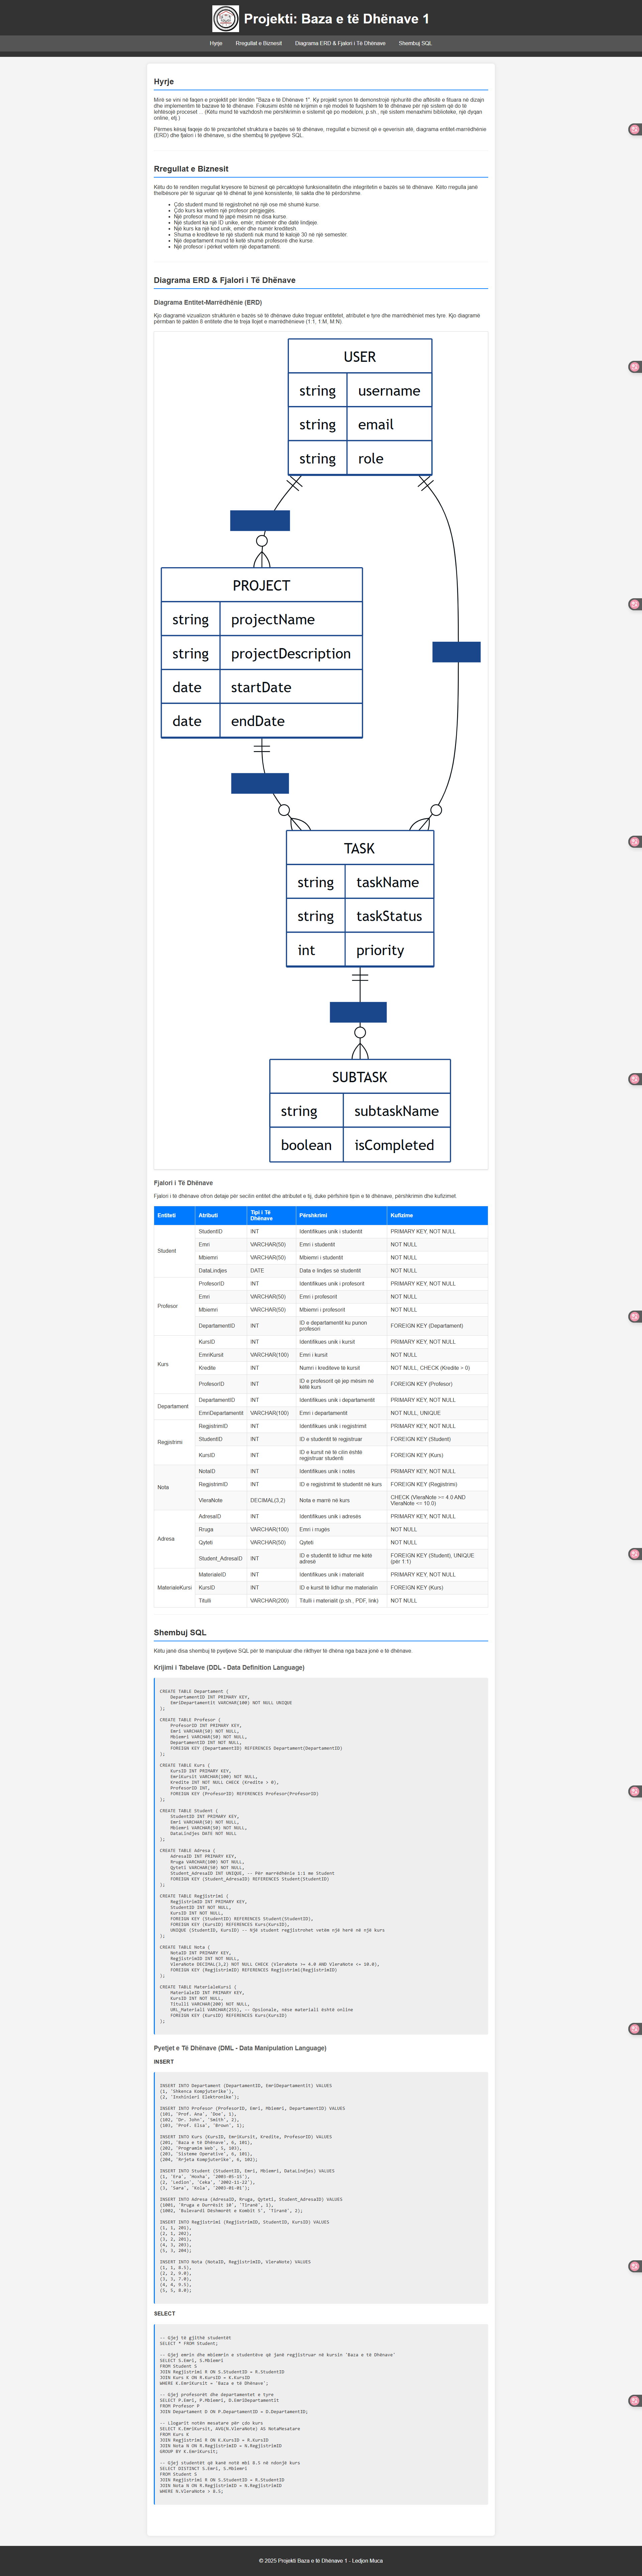 Projekti: Baza e të Dhënave 1
Hyrje
Rregullat e Biznesit
Diagrama ERD & Fjalori i Të Dhënave
Shembuj SQL
Hyrje
Mirë se vini në faqen e projektit për lëndën "Baza e të Dhënave 1". Ky projekt synon të demonstrojë njohuritë dhe aftësitë e fituara në dizajn
dhe implementim të bazave të të dhënave. Fokusimi është në krijimin e një modeli të fuqishëm të të dhënave për një sistem që do të
lehtësojë proceset ... (Këtu mund të vazhdosh me përshkrimin e sistemit që po modelon, p.sh., një sistem menaxhimi biblioteke, një dyqan
online, etj.)
Përmes kësaj faqeje do të prezantohet struktura e bazës së të dhënave, rregullat e biznesit që e qeverisin atë, diagrama entitet-marrëdhënie
(ERD) dhe fjalori i të dhënave, si dhe shembuj të pyetjeve SQL.
Rregullat e Biznesit
Këtu do të renditen rregullat kryesore të biznesit që përcaktojnë funksionalitetin dhe integritetin e bazës së të dhënave. Këto rregulla janë
thelbësore për të siguruar që të dhënat të jenë konsistente, të sakta dhe të përdorshme.
Çdo student mund të regjistrohet në një ose më shumë kurse.
Çdo kurs ka vetëm një profesor përgjegjës.
Një profesor mund të japë mësim në disa kurse.
Një student ka një ID unike, emër, mbiemër dhe datë lindjeje.
Një kurs ka një kod unik, emër dhe numër kreditesh.
Shuma e krediteve të një studenti nuk mund të kalojë 30 në një semestër.
Një departament mund të ketë shumë profesorë dhe kurse.
Një profesor i përket vetëm një departamenti.
Diagrama ERD & Fjalori i Të Dhënave
Diagrama Entitet-Marrëdhënie (ERD)
Kjo diagramë vizualizon strukturën e bazës së të dhënave duke treguar entitetet, atributet e tyre dhe marrëdhëniet mes tyre. Kjo diagramë
përmban të paktën 8 entitete dhe të treja llojet e marrëdhënieve (1:1, 1:M, M:N).
USER
string username
string email
string role
PROJECT
string projectName
string projectDescription
date startDate
date endDate
TASK
string taskName
string taskStatus
int priority
SUBTASK
string subtaskName
boolean isCompleted
Fjalori i Të Dhënave
Fjalori i të dhënave ofron detaje për secilin entitet dhe atributet e tij, duke përfshirë tipin e të dhënave, përshkrimin dhe kufizimet.
Entiteti Atributi Tipi i Të Dhënave Përshkrimi Kufizime
Student StudentID INT Identifikues unik i studentit PRIMARY KEY, NOT NULL
Emri VARCHAR(50) Emri i studentit NOT NULL
Mbiemri VARCHAR(50) Mbiemri i studentit NOT NULL
DataLindjes DATE Data e lindjes së studentit NOT NULL
Profesor ProfesorID INT Identifikues unik i profesorit PRIMARY KEY, NOT NULL
Emri VARCHAR(50) Emri i profesorit NOT NULL
Mbiemri VARCHAR(50) Mbiemri i profesorit NOT NULL
DepartamentID INT ID e departamentit ku punon profesori FOREIGN KEY (Departament)
Kurs KursID INT Identifikues unik i kursit PRIMARY KEY, NOT NULL
EmriKursit VARCHAR(100) Emri i kursit NOT NULL
Kredite INT Numri i krediteve të kursit NOT NULL, CHECK (Kredite > 0)
ProfesorID INT ID e profesorit që jep mësim në këtë kurs FOREIGN KEY (Profesor)
Departament DepartamentID INT Identifikues unik i departamentit PRIMARY KEY, NOT NULL
EmriDepartamentit VARCHAR(100) Emri i departamentit NOT NULL, UNIQUE
Regjistrimi RegjistrimID INT Identifikues unik i regjistrimit PRIMARY KEY, NOT NULL
StudentID INT ID e studentit të regjistruar FOREIGN KEY (Student)
KursID INT ID e kursit në të cilin është regjistruar studenti FOREIGN KEY (Kurs)
Nota NotaID INT Identifikues unik i notës PRIMARY KEY, NOT NULL
RegjistrimID INT ID e regjistrimit të studentit në kurs FOREIGN KEY (Regjistrimi)
VleraNote DECIMAL(3,2) Nota e marrë në kurs CHECK (VleraNote >= 4.0 AND VleraNote <= 10.0)
Adresa AdresaID INT Identifikues unik i adresës PRIMARY KEY, NOT NULL
Rruga VARCHAR(100) Emri i rrugës NOT NULL
Qyteti VARCHAR(50) Qyteti NOT NULL
Student_AdresaID INT ID e studentit të lidhur me këtë adresë FOREIGN KEY (Student), UNIQUE (për 1:1)
MaterialeKursi MaterialeID INT Identifikues unik i materialit PRIMARY KEY, NOT NULL
KursID INT ID e kursit të lidhur me materialin FOREIGN KEY (Kurs)
Titulli VARCHAR(200) Titulli i materialit (p.sh., PDF, link) NOT NULL
Shembuj SQL
Këtu janë disa shembuj të pyetjeve SQL për të manipuluar dhe rikthyer të dhëna nga baza jonë e të dhënave.
Krijimi i Tabelave (DDL - Data Definition Language)
CREATE TABLE Departament (
DepartamentID INT PRIMARY KEY,
EmriDepartamentit VARCHAR(100) NOT NULL UNIQUE
);
CREATE TABLE Profesor (
ProfesorID INT PRIMARY KEY,
Emri VARCHAR(50) NOT NULL,
Mbiemri VARCHAR(50) NOT NULL,
DepartamentID INT NOT NULL,
FOREIGN KEY (DepartamentID) REFERENCES Departament(DepartamentID)
);
CREATE TABLE Kurs (
KursID INT PRIMARY KEY,
EmriKursit VARCHAR(100) NOT NULL,
Kredite INT NOT NULL CHECK (Kredite > 0),
ProfesorID INT,
FOREIGN KEY (ProfesorID) REFERENCES Profesor(ProfesorID)
);
CREATE TABLE Student (
StudentID INT PRIMARY KEY,
Emri VARCHAR(50) NOT NULL,
Mbiemri VARCHAR(50) NOT NULL,
DataLindjes DATE NOT NULL
);
CREATE TABLE Adresa (
AdresaID INT PRIMARY KEY,
Rruga VARCHAR(100) NOT NULL,
Qyteti VARCHAR(50) NOT NULL,
Student_AdresaID INT UNIQUE, -- Për marrëdhënie 1:1 me Student
FOREIGN KEY (Student_AdresaID) REFERENCES Student(StudentID)
);
CREATE TABLE Regjistrimi (
RegjistrimID INT PRIMARY KEY,
StudentID INT NOT NULL,
KursID INT NOT NULL,
FOREIGN KEY (StudentID) REFERENCES Student(StudentID),
FOREIGN KEY (KursID) REFERENCES Kurs(KursID),
UNIQUE (StudentID, KursID) -- Një student regjistrohet vetëm një herë në një kurs
);
CREATE TABLE Nota (
NotaID INT PRIMARY KEY,
RegjistrimID INT NOT NULL,
VleraNote DECIMAL(3,2) NOT NULL CHECK (VleraNote >= 4.0 AND VleraNote <= 10.0),
FOREIGN KEY (RegjistrimID) REFERENCES Regjistrimi(RegjistrimID)
);
CREATE TABLE MaterialeKursi (
MaterialeID INT PRIMARY KEY,
KursID INT NOT NULL,
Titulli VARCHAR(200) NOT NULL,
URL_Materiali VARCHAR(255), -- Opsionale, nëse materiali është online
FOREIGN KEY (KursID) REFERENCES Kurs(KursID)
);
Pyetjet e Të Dhënave (DML - Data Manipulation Language)
INSERT
INSERT INTO Departament (DepartamentID, EmriDepartamentit) VALUES
(1, 'Shkenca Kompjuterike'),
(2, 'Inxhinieri Elektronike');
INSERT INTO Profesor (ProfesorID, Emri, Mbiemri, DepartamentID) VALUES
(101, 'Prof. Ana', 'Doe', 1),
(102, 'Dr. John', 'Smith', 2),
(103, 'Prof. Elsa', 'Brown', 1);
INSERT INTO Kurs (KursID, EmriKursit, Kredite, ProfesorID) VALUES
(201, 'Baza e të Dhënave', 6, 101),
(202, 'Programim Web', 5, 103),
(203, 'Sisteme Operative', 6, 101),
(204, 'Rrjeta Kompjuterike', 6, 102);
INSERT INTO Student (StudentID, Emri, Mbiemri, DataLindjes) VALUES
(1, 'Era', 'Hoxha', '2003-05-15'),
(2, 'Ledion', 'Ceka', '2002-11-22'),
(3, 'Sara', 'Kola', '2003-01-01');
INSERT INTO Adresa (AdresaID, Rruga, Qyteti, Student_AdresaID) VALUES
(1001, 'Rruga e Durrësit 10', 'Tiranë', 1),
(1002, 'Bulevardi Dëshmorët e Kombit 5', 'Tiranë', 2);
INSERT INTO Regjistrimi (RegjistrimID, StudentID, KursID) VALUES
(1, 1, 201),
(2, 1, 202),
(3, 2, 201),
(4, 3, 203),
(5, 3, 204);
INSERT INTO Nota (NotaID, RegjistrimID, VleraNote) VALUES
(1, 1, 8.5),
(2, 2, 9.0),
(3, 3, 7.0),
(4, 4, 9.5),
(5, 5, 8.0);
SELECT
-- Gjej të gjithë studentët
SELECT * FROM Student;
-- Gjej emrin dhe mbiemrin e studentëve që janë regjistruar në kursin 'Baza e të Dhënave'
SELECT S.Emri, S.Mbiemri
FROM Student S
JOIN Regjistrimi R ON S.StudentID = R.StudentID
JOIN Kurs K ON R.KursID = K.KursID
WHERE K.EmriKursit = 'Baza e të Dhënave';
-- Gjej profesorët dhe departamentet e tyre
SELECT P.Emri, P.Mbiemri, D.EmriDepartamentit
FROM Profesor P
JOIN Departament D ON P.DepartamentID = D.DepartamentID;
-- Llogarit notën mesatare për çdo kurs
SELECT K.EmriKursit, AVG(N.VleraNote) AS NotaMesatare
FROM Kurs K
JOIN Regjistrimi R ON K.KursID = R.KursID
JOIN Nota N ON R.RegjistrimID = N.RegjistrimID
GROUP BY K.EmriKursit;
-- Gjej studentët që kanë notë mbi 8.5 në ndonjë kurs
SELECT DISTINCT S.Emri, S.Mbiemri
FROM Student S
JOIN Regjistrimi R ON S.StudentID = R.StudentID
JOIN Nota N ON R.RegjistrimID = N.RegjistrimID
WHERE N.VleraNote > 8.5;
© 2025 Projekti Baza e të Dhënave 1 - Ledjon Muca